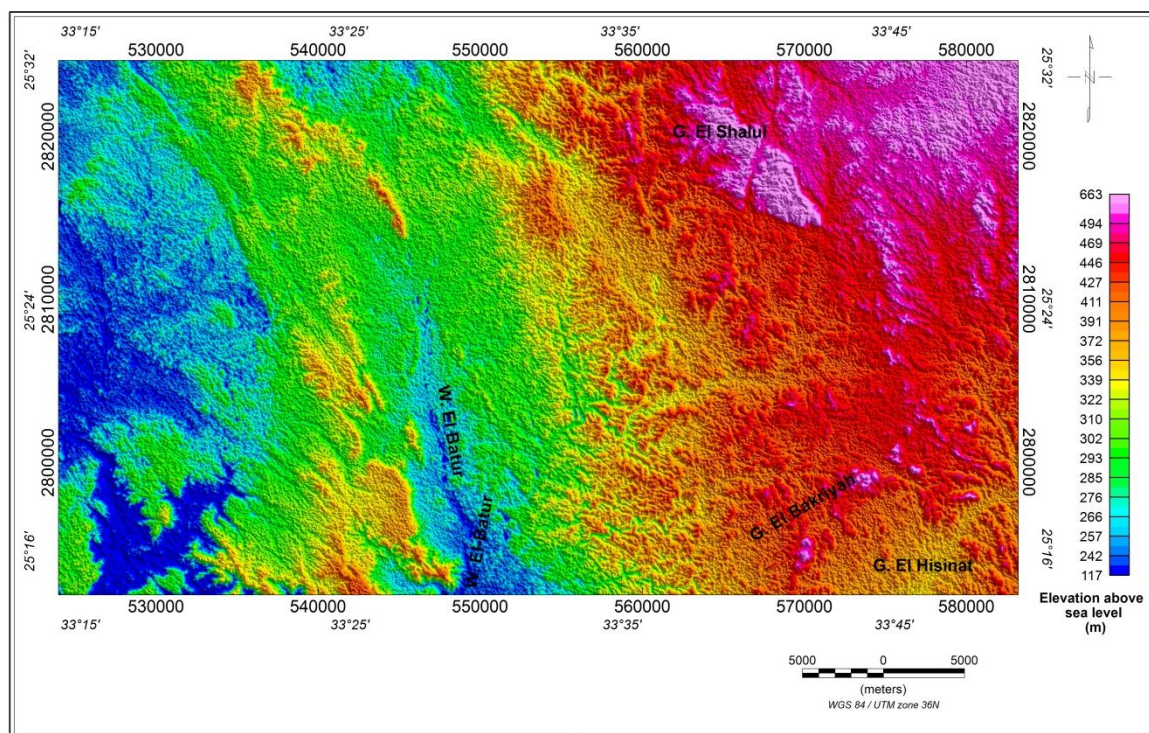 33°15' 33°25' 33°35' 33°45'
530000 540000 550000 560000 570000 580000
25°32' 25°32'
N
2820000 2820000
G. El Shalul
2810000 2810000
25°24' 25°24'
W. El Batur
2800000 2800000
W. El Batur
G. El Bakriyah
25°16' 25°16'
G. El Hisinat
530000 540000 550000 560000 570000 580000
33°15' 33°25' 33°35' 33°45'
663
494
469
446
427
411
391
372
356
339
322
310
302
293
285
276
266
257
242
117
Elevation above
sea level
(m)
5000 0 5000
(meters)
WGS 84 / UTM zone 36N